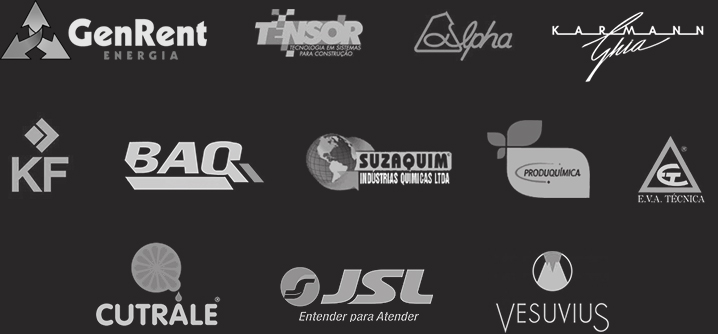 GenRent
ENERGIA
TENSOR
TECNOLOGIA EM SISTEMAS
PARA CONSTRUÇÃO
Alpha
KARMANN
Ghia
KF
BAQ
SUZAQUIM
INDÚSTRIAS QUIMICAS LTDA
PRODUQUÍMICA
®
E.V.A. TÉCNICA
CUTRALE®
JSL
Entender para Atender
VESUVIUS